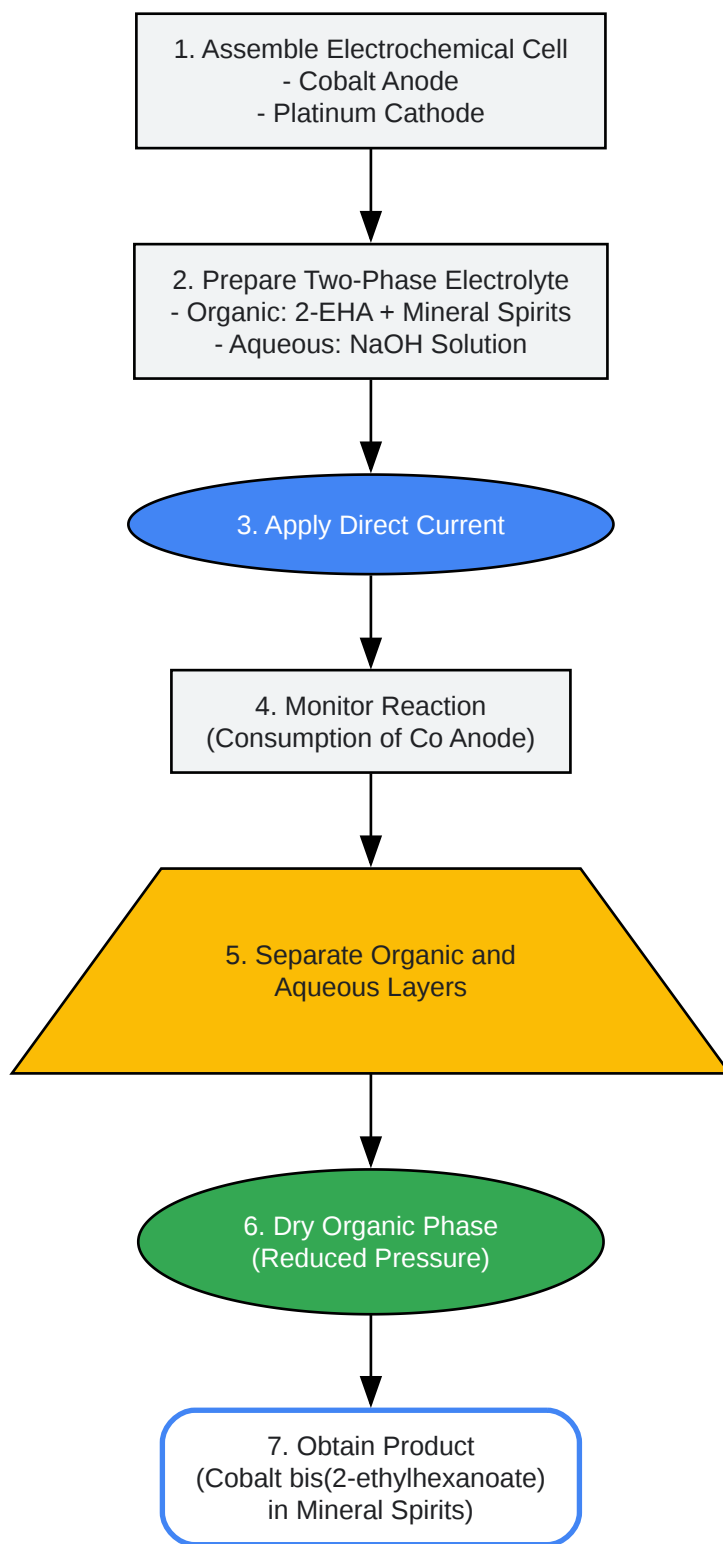 1. Assemble Electrochemical Cell
- Cobalt Anode
- Platinum Cathode
2. Prepare Two-Phase Electrolyte
- Organic: 2-EHA + Mineral Spirits
- Aqueous: NaOH Solution
3. Apply Direct Current
4. Monitor Reaction
(Consumption of Co Anode)
5. Separate Organic and
Aqueous Layers
6. Dry Organic Phase
(Reduced Pressure)
7. Obtain Product
(Cobalt bis(2-ethylhexanoate)
in Mineral Spirits)